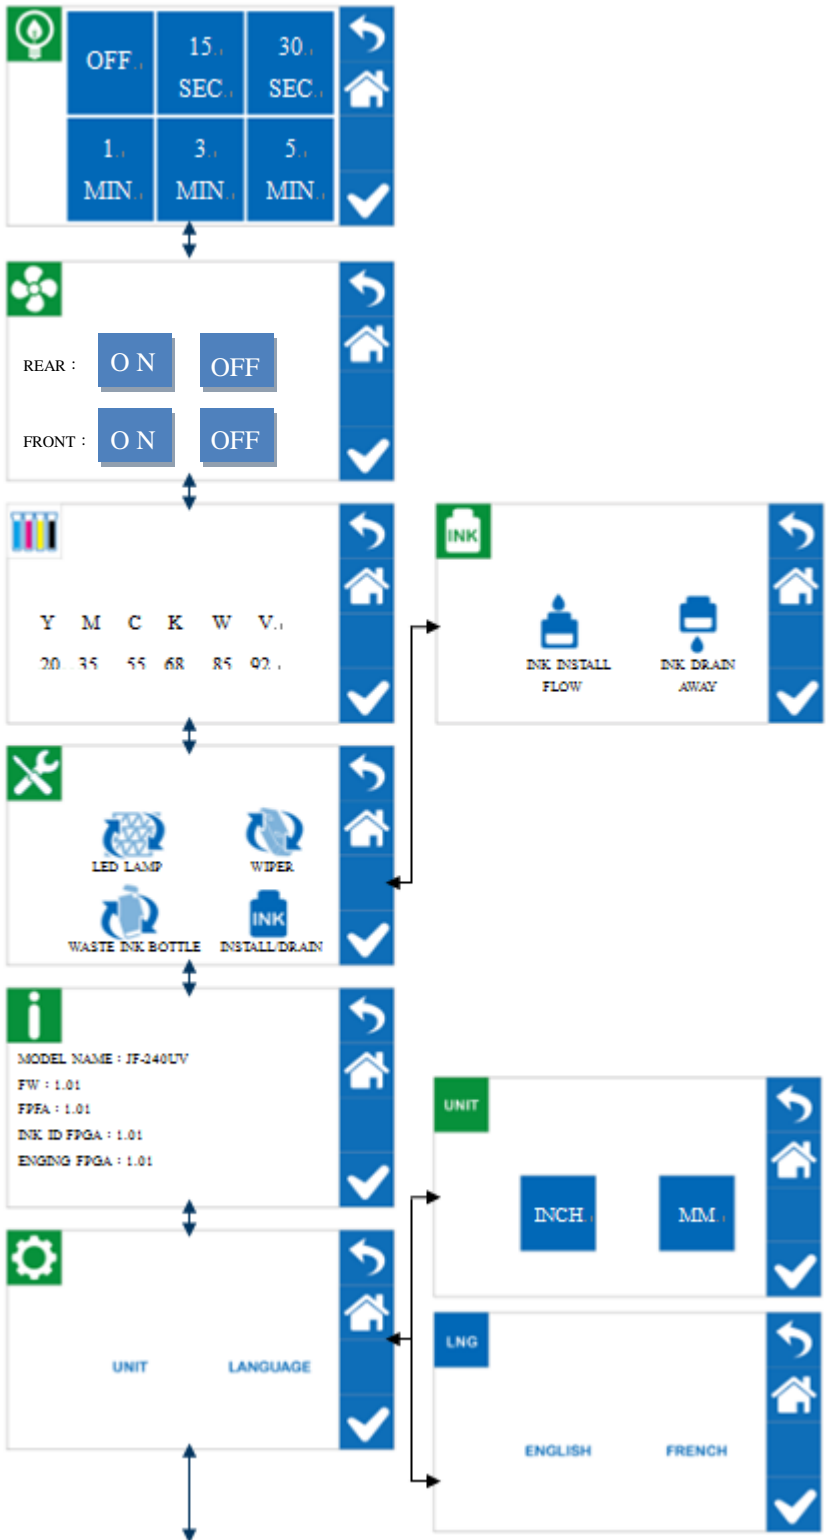 OFF
15
SEC
30
SEC
1
MIN
3
MIN
5
MIN
REAR：
O N
OFF
FRONT：
O N
OFF
Y M C K W V
20 35 55 68 85 92
INK
INK INSTALL
FLOW
INK DRAIN
AWAY
LED LAMP
WIPER
INK
WASTE INK BOTTLE
INSTALL/DRAIN
i
MODEL NAME：JF-240UV
FW：1.01
FPFA：1.01
INK ID FPGA：1.01
ENGING FPGA：1.01
UNIT
INCH
MM
UNIT
LANGUAGE
LNG
ENGLISH
FRENCH